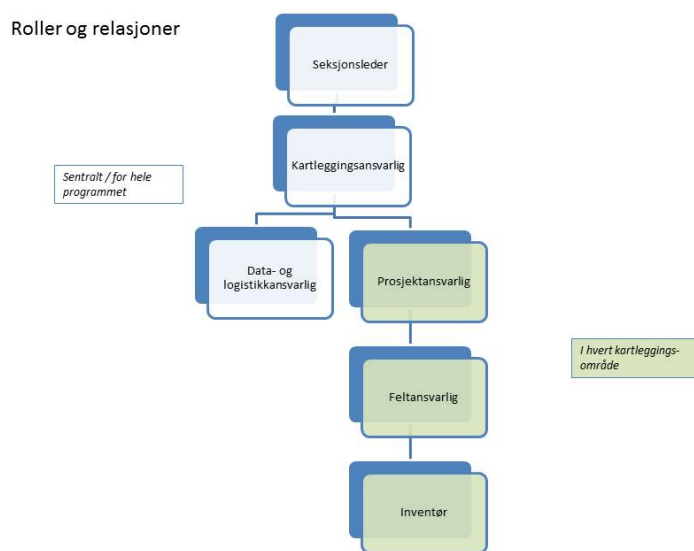 Roller og relasjoner
Seksjonsleder
Kartleggingsansvarlig
Sentralt / for hele
programmet
Data- og
logistikkansvarlig
Prosjektansvarlig
I hvert kartleggings-
område
Feltansvarlig
Inventør